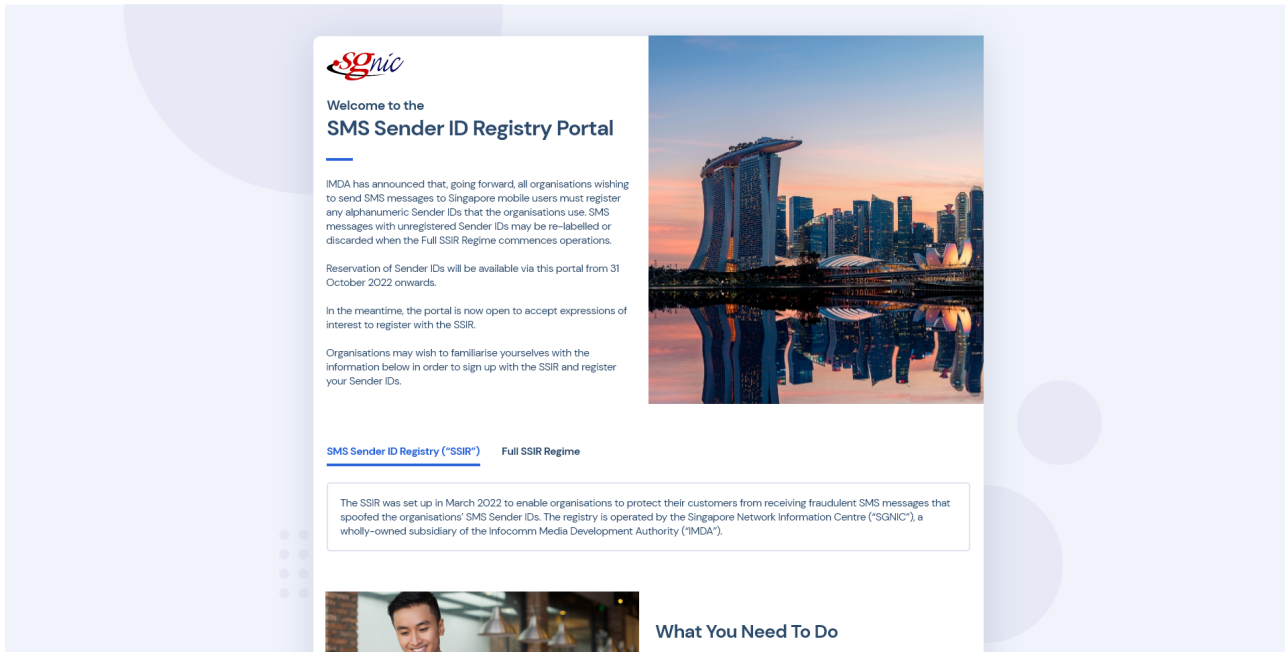 sgnic
Welcome to the
SMS Sender ID Registry Portal
IMDA has announced that, going forward, all organisations wishing
to send SMS messages to Singapore mobile users must register
any alphanumeric Sender IDs that the organisations use. SMS
messages with unregistered Sender IDs may be re-labelled or
discarded when the Full SSIR Regime commences operations.
Reservation of Sender IDs will be available via this portal from 31
October 2022 onwards.
In the meantime, the portal is now open to accept expressions of
interest to register with the SSIR.
Organisations may wish to familiarise yourselves with the
information below in order to sign up with the SSIR and register
your Sender IDs.
SMS Sender ID Registry (“SSIR”) Full SSIR Regime
The SSIR was set up in March 2022 to enable organisations to protect their customers from receiving fraudulent SMS messages that
spoofed the organisations’ SMS Sender IDs. The registry is operated by the Singapore Network Information Centre (“SGNIC”), a
wholly-owned subsidiary of the Infocomm Media Development Authority (“IMDA”).
What You Need To Do